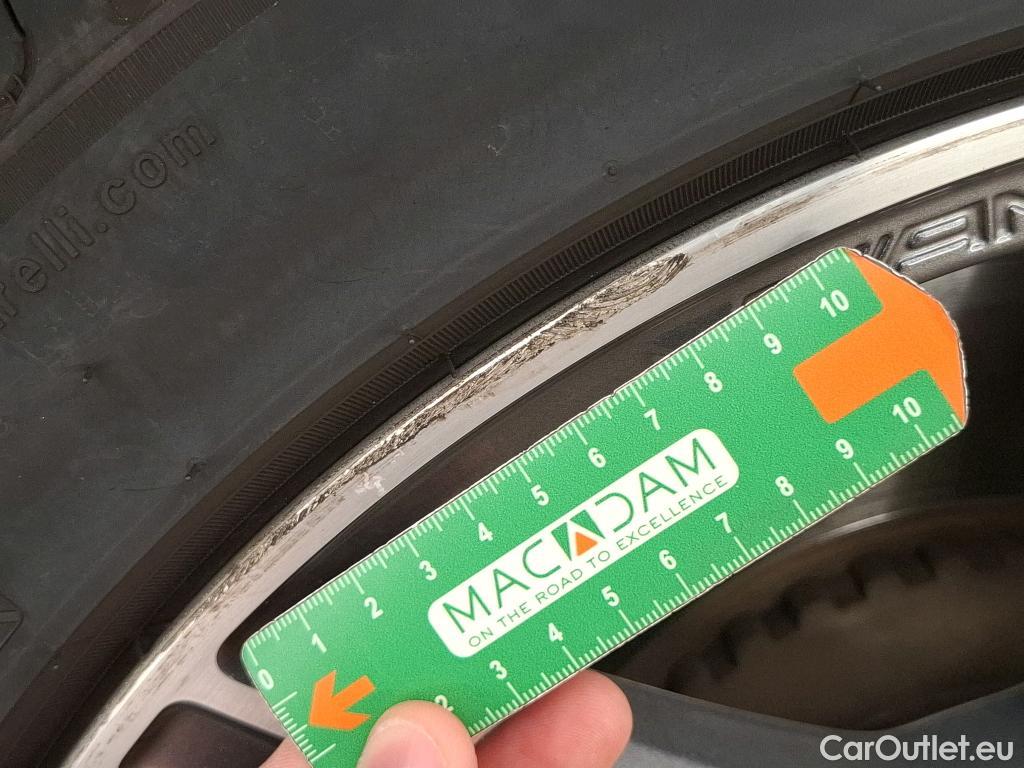 relli.com
0 1 2 3 4 5 6 7 8 9 10
MACADAM
ON THE ROAD TO EXCELLENCE
2 3 4 5 6 7 8 9 10
CarOutlet.eu